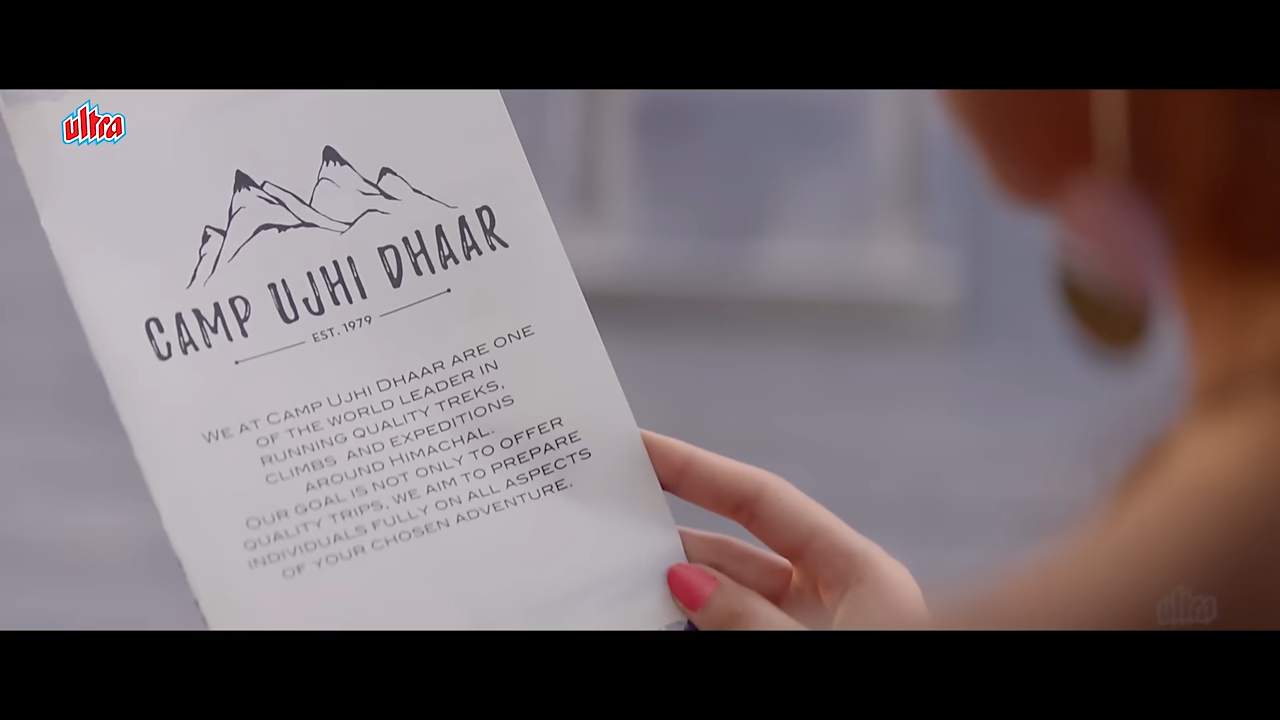 ultra
CAMP UJHI DHAAR
EST. 1979
WE AT CAMP UJHI DHAAR ARE ONE
OF THE WORLD LEADER IN
RUNNING QUALITY TREKS,
CLIMBS AND EXPEDITIONS
AROUND HIMACHAL.
OUR GOAL IS NOT ONLY TO OFFER
QUALITY TRIPS, WE AIM TO PREPARE
INDIVIDUALS FULLY ON ALL ASPECTS
OF YOUR CHOSEN ADVENTURE.
ultra